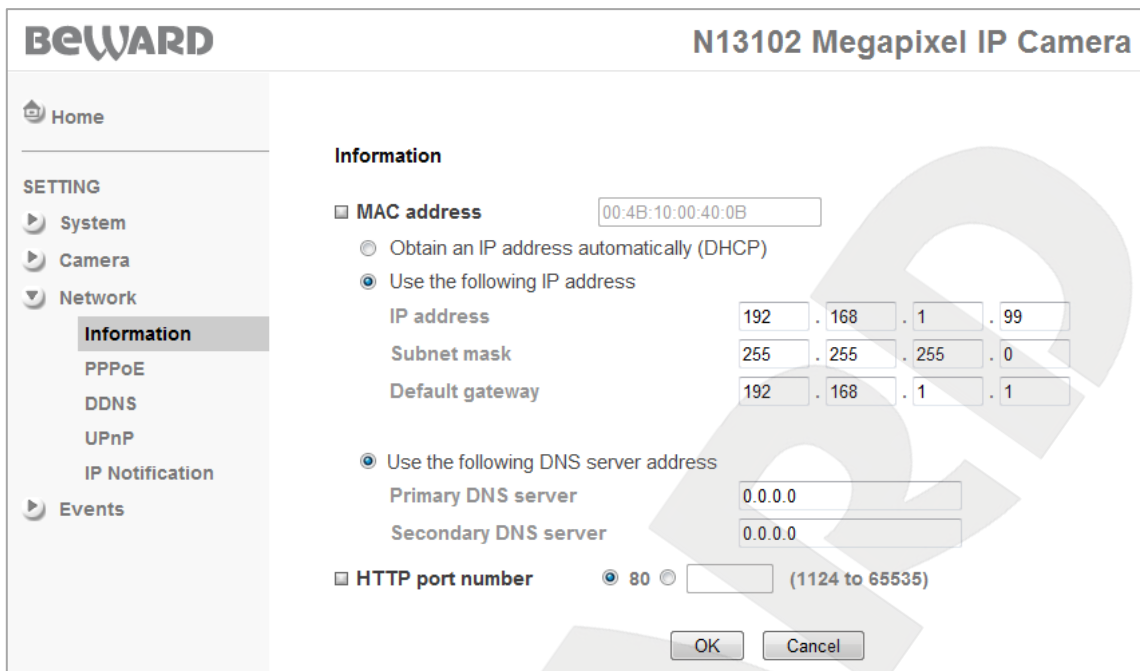 BEWARD
N13102 Megapixel IP Camera
Home
SETTING
System
Camera
Network
Information
PPPoE
DDNS
UPnP
IP Notification
Events
Information
MAC address 00:4B:10:00:40:0B
Obtain an IP address automatically (DHCP)
Use the following IP address
IP address 192 . 168 . 1 . 99
Subnet mask 255 . 255 . 255 . 0
Default gateway 192 . 168 . 1 . 1
Use the following DNS server address
Primary DNS server 0.0.0.0
Secondary DNS server 0.0.0.0
HTTP port number 80 (1124 to 65535)
OK Cancel